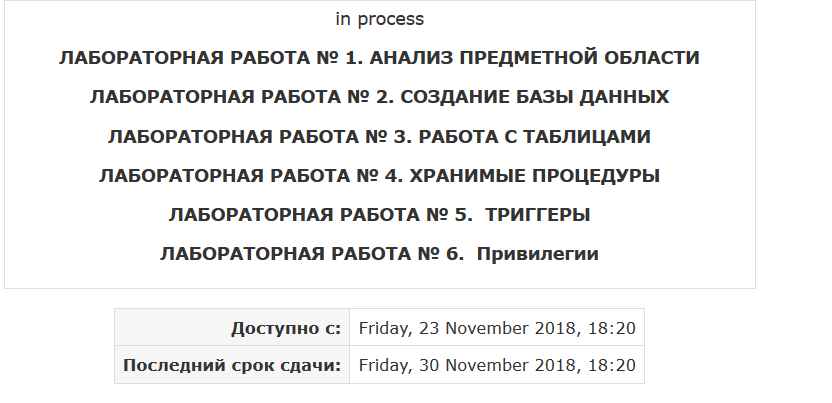 in process
ЛАБОРАТОРНАЯ РАБОТА № 1. АНАЛИЗ ПРЕДМЕТНОЙ ОБЛАСТИ
ЛАБОРАТОРНАЯ РАБОТА № 2. СОЗДАНИЕ БАЗЫ ДАННЫХ
ЛАБОРАТОРНАЯ РАБОТА № 3. РАБОТА С ТАБЛИЦАМИ
ЛАБОРАТОРНАЯ РАБОТА № 4. ХРАНИМЫЕ ПРОЦЕДУРЫ
ЛАБОРАТОРНАЯ РАБОТА № 5.  ТРИГГЕРЫ
ЛАБОРАТОРНАЯ РАБОТА № 6.  Привилегии
Доступно с: Friday, 23 November 2018, 18:20
Последний срок сдачи: Friday, 30 November 2018, 18:20